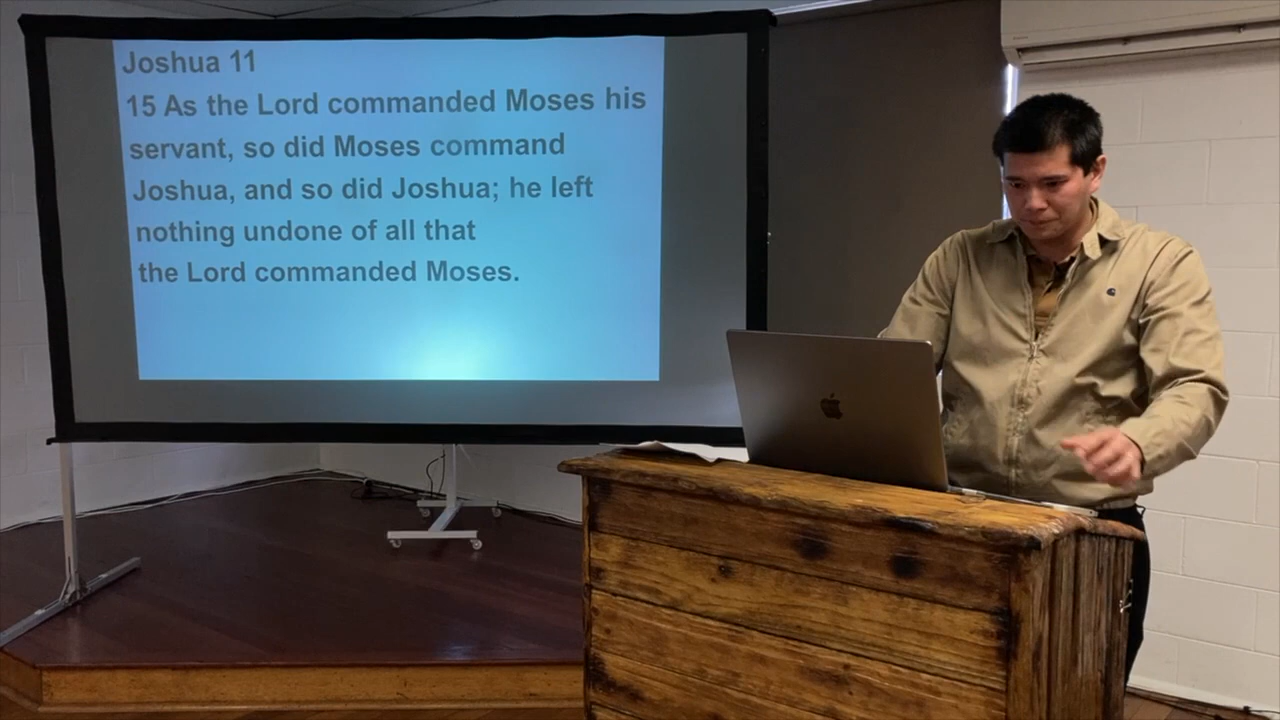 Joshua 11
15 As the Lord commanded Moses his
servant, so did Moses command
Joshua, and so did Joshua; he left
nothing undone of all that
the Lord commanded Moses.